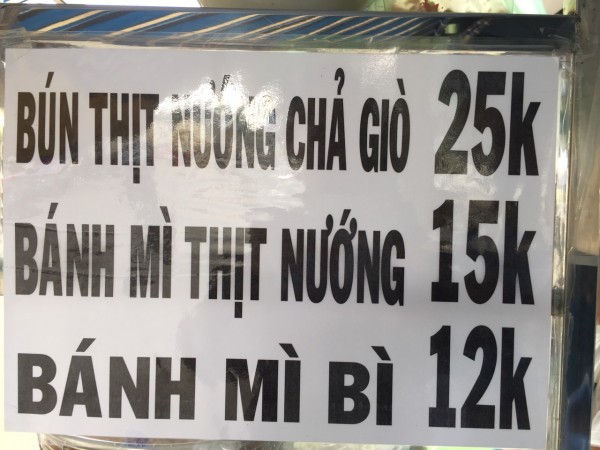 BÚN THỊT NƯỚNG CHẢ GIÒ 25k
BÁNH MÌ THỊT NƯỚNG 15k
BÁNH MÌ BÌ 12k